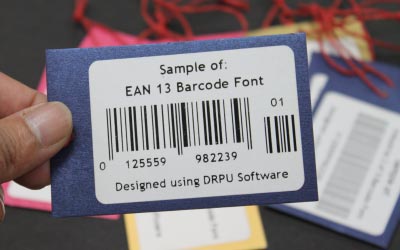 Sample of:
EAN 13 Barcode Font
01
0 125559 982239
Designed using DRPU Software